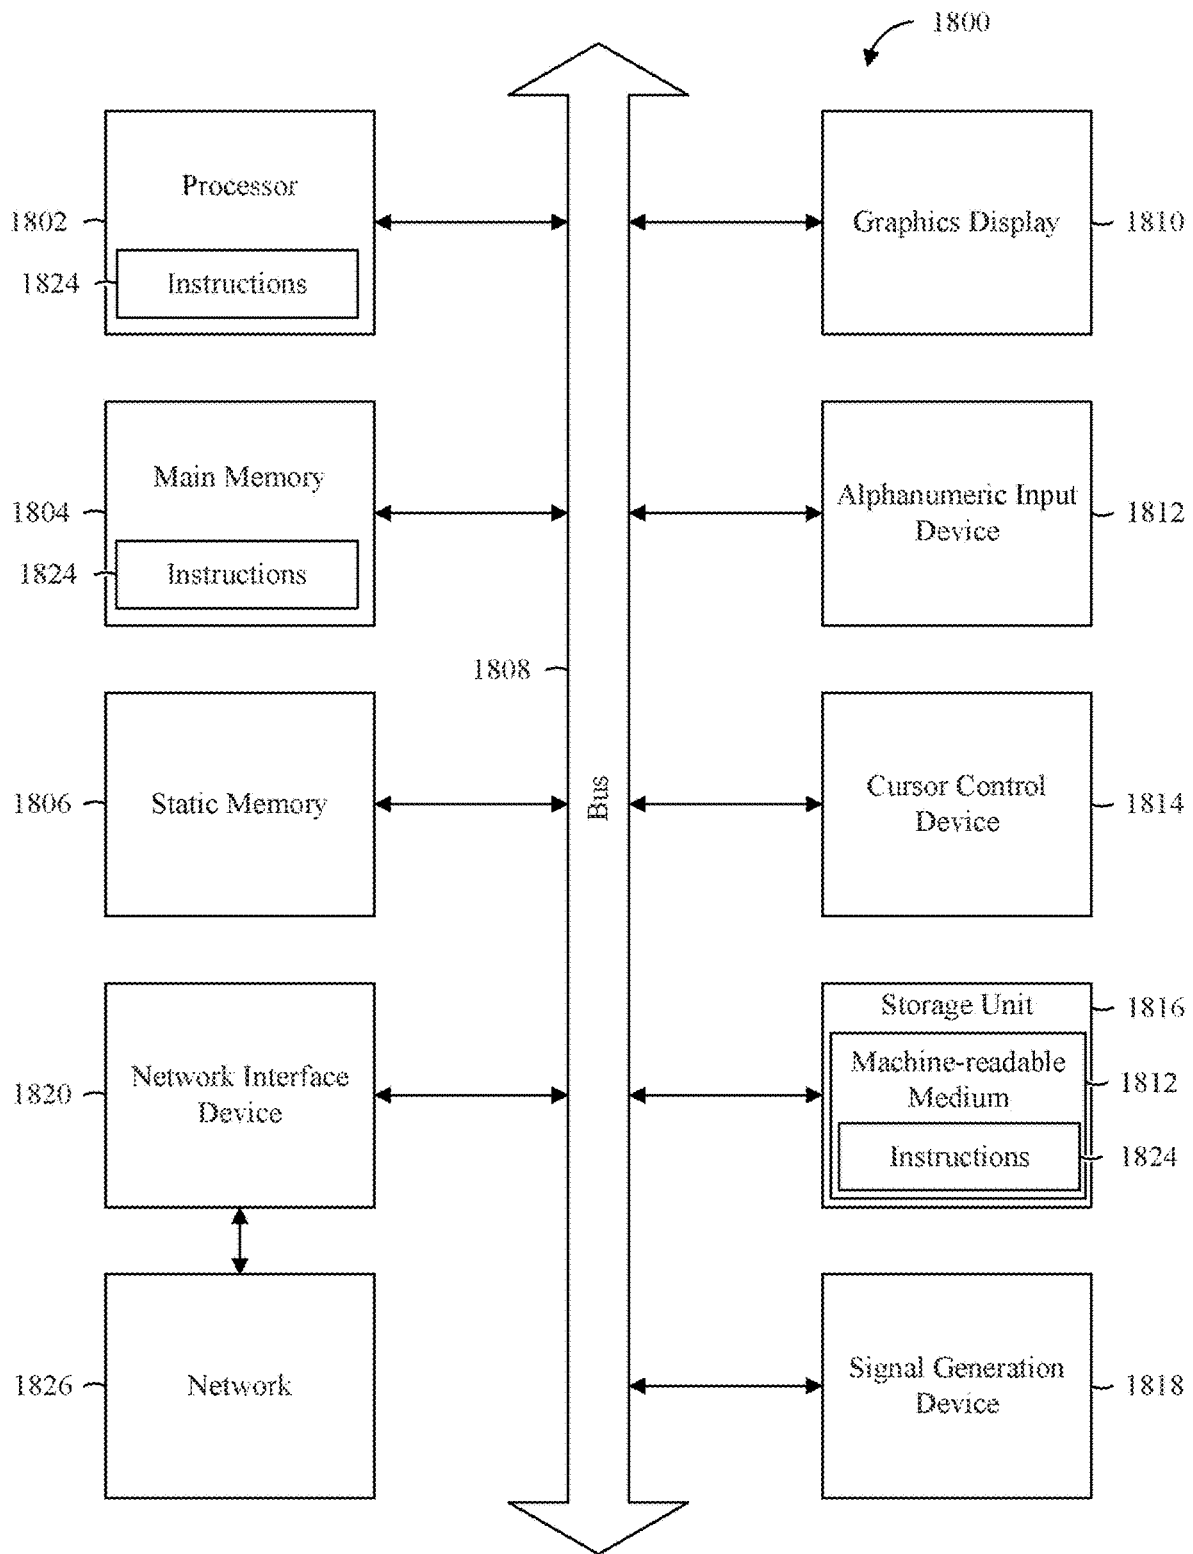 1800
Processor
1802
1824
Instructions
Graphics Display
1810
Main Memory
1804
1824
Instructions
Alphanumeric Input
Device
1812
1808
Static Memory
1806
Bus
Cursor Control
Device
1814
Network Interface
Device
1820
Storage Unit
1816
Machine-readable
Medium
1812
Instructions
1824
Network
1826
Signal Generation
Device
1818